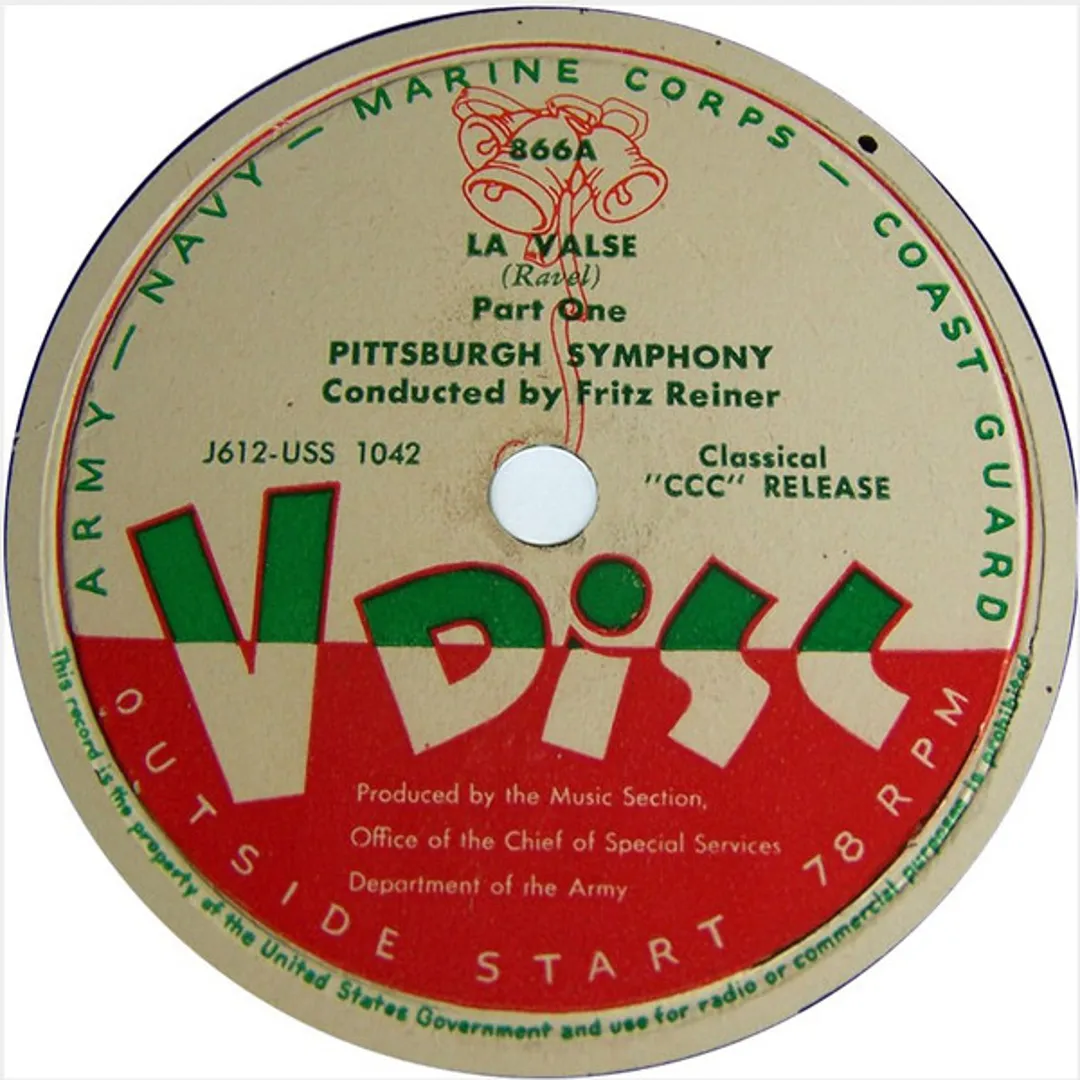 ARMY — NAVY — MARINE CORPS — COAST GUARD
866A
LA VALSE
(Ravel)
Part One
PITTSBURGH SYMPHONY
Conducted by Fritz Reiner
J612-USS 1042
Classical
"CCC" RELEASE
V DiSC
Produced by the Music Section,
Office of the Chief of Special Services
Department of the Army
OUTSIDE START 78 RPM
This record is the property of the United States Government and use for radio or commercial purposes is prohibited